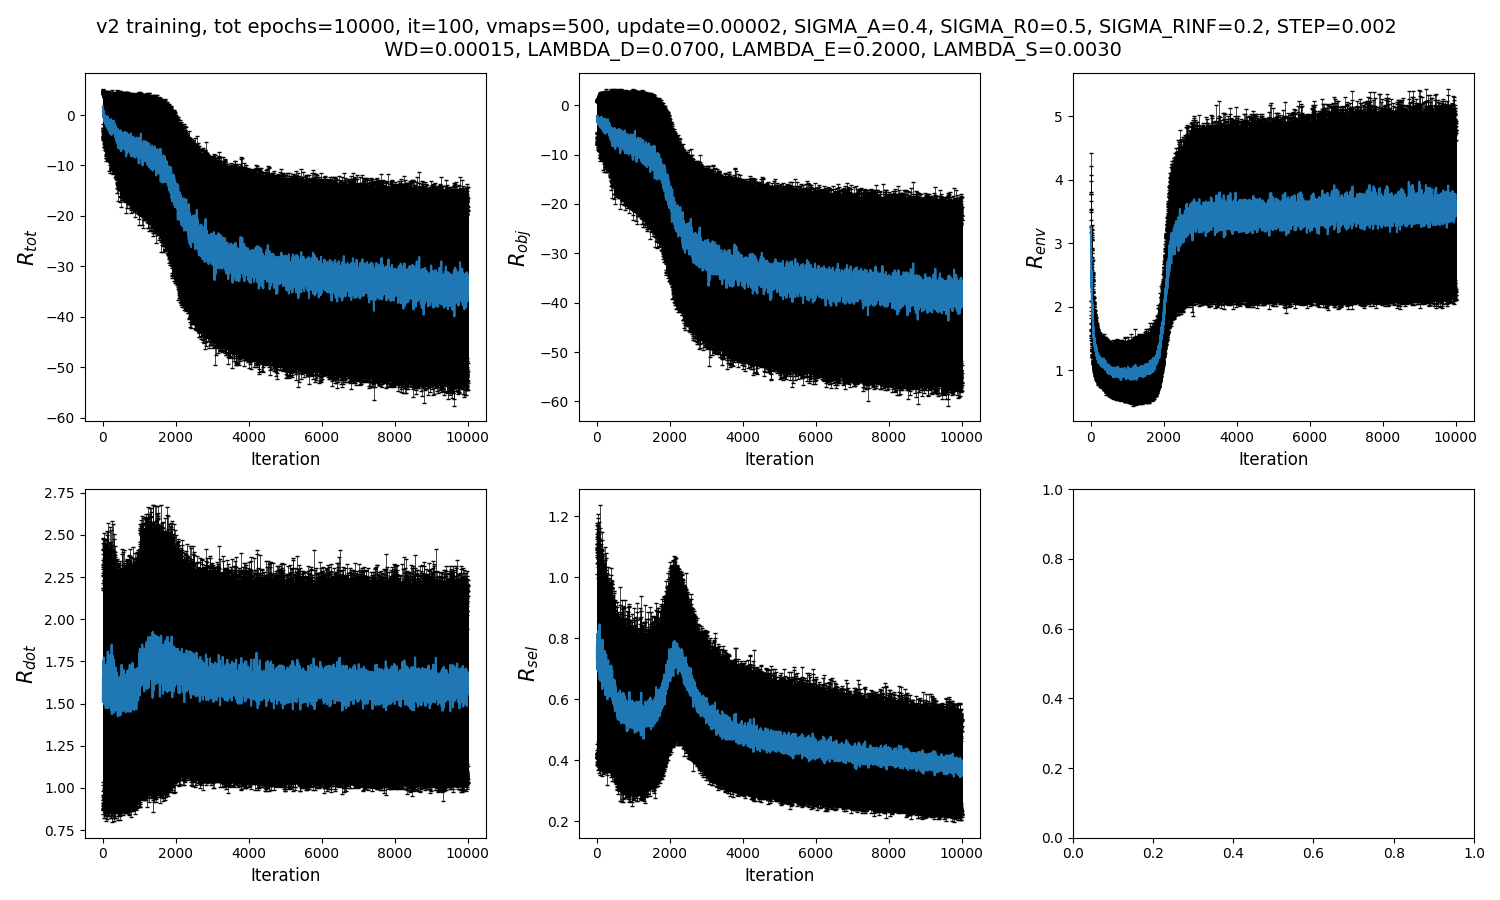 v2 training, tot epochs=10000, it=100, vmaps=500, update=0.00002, SIGMA_A=0.4, SIGMA_R0=0.5, SIGMA_RINF=0.2, STEP=0.002
WD=0.00015, LAMBDA_D=0.0700, LAMBDA_E=0.2000, LAMBDA_S=0.0030
R_tot
0
−10
−20
−30
−40
−50
−60
0 2000 4000 6000 8000 10000
Iteration
R_obj
0
−10
−20
−30
−40
−50
−60
0 2000 4000 6000 8000 10000
Iteration
R_env
5
4
3
2
1
0 2000 4000 6000 8000 10000
Iteration
R_dot
2.75
2.50
2.25
2.00
1.75
1.50
1.25
1.00
0.75
0 2000 4000 6000 8000 10000
Iteration
R_sel
1.2
1.0
0.8
0.6
0.4
0.2
0 2000 4000 6000 8000 10000
Iteration
1.0
0.8
0.6
0.4
0.2
0.0
0.0 0.2 0.4 0.6 0.8 1.0